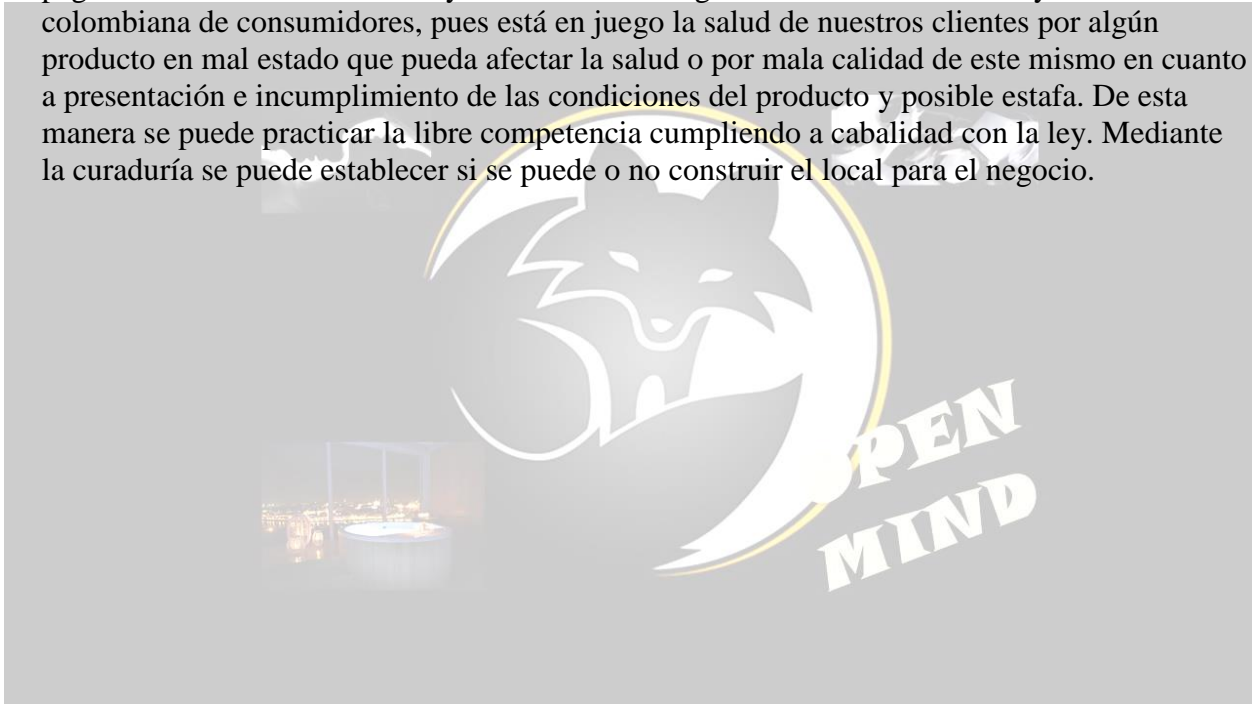 colombiana de consumidores, pues está en juego la salud de nuestros clientes por algún
producto en mal estado que pueda afectar la salud o por mala calidad de este mismo en cuanto
a presentación e incumplimiento de las condiciones del producto y posible estafa. De esta
manera se puede practicar la libre competencia cumpliendo a cabalidad con la ley. Mediante
la curaduría se puede establecer si se puede o no construir el local para el negocio.
OPEN
MIND